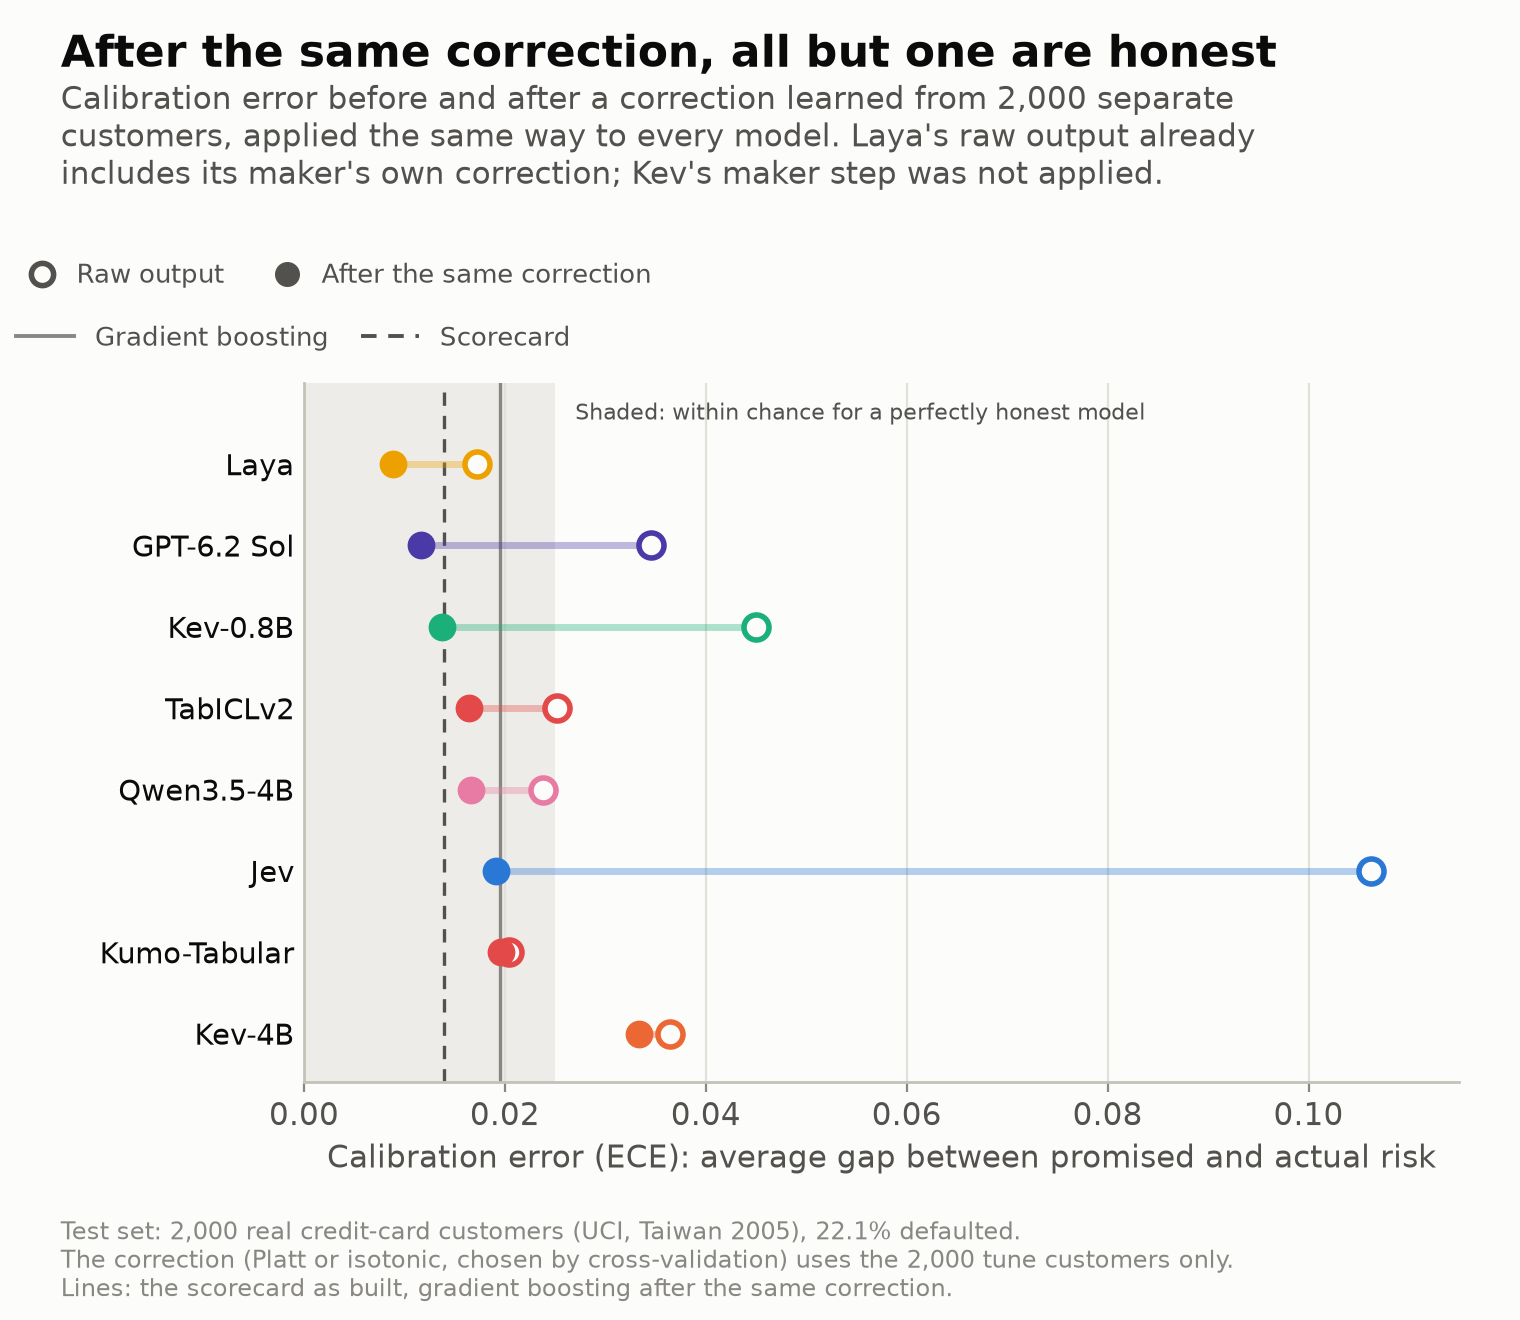 After the same correction, all but one are honest
Calibration error before and after a correction learned from 2,000 separate
customers, applied the same way to every model. Laya's raw output already
includes its maker's own correction; Kev's maker step was not applied.
Raw output
After the same correction
Gradient boosting
Scorecard
Shaded: within chance for a perfectly honest model
Laya
GPT-6.2 Sol
Kev-0.8B
TabICLv2
Qwen3.5-4B
Jev
Kumo-Tabular
Kev-4B
0.00 0.02 0.04 0.06 0.08 0.10
Calibration error (ECE): average gap between promised and actual risk
Test set: 2,000 real credit-card customers (UCI, Taiwan 2005), 22.1% defaulted.
The correction (Platt or isotonic, chosen by cross-validation) uses the 2,000 tune customers only.
Lines: the scorecard as built, gradient boosting after the same correction.